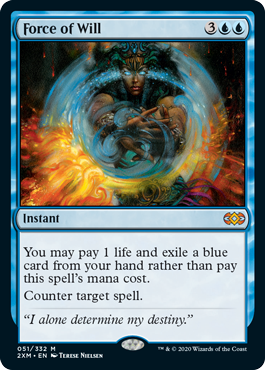 Force of Will 3
Instant
You may pay 1 life and exile a blue
card from your hand rather than pay
this spell's mana cost.
Counter target spell.
"I alone determine my destiny."
051/332 M
2XM • EN Terese Nielsen
™ & © 2020 Wizards of the Coast